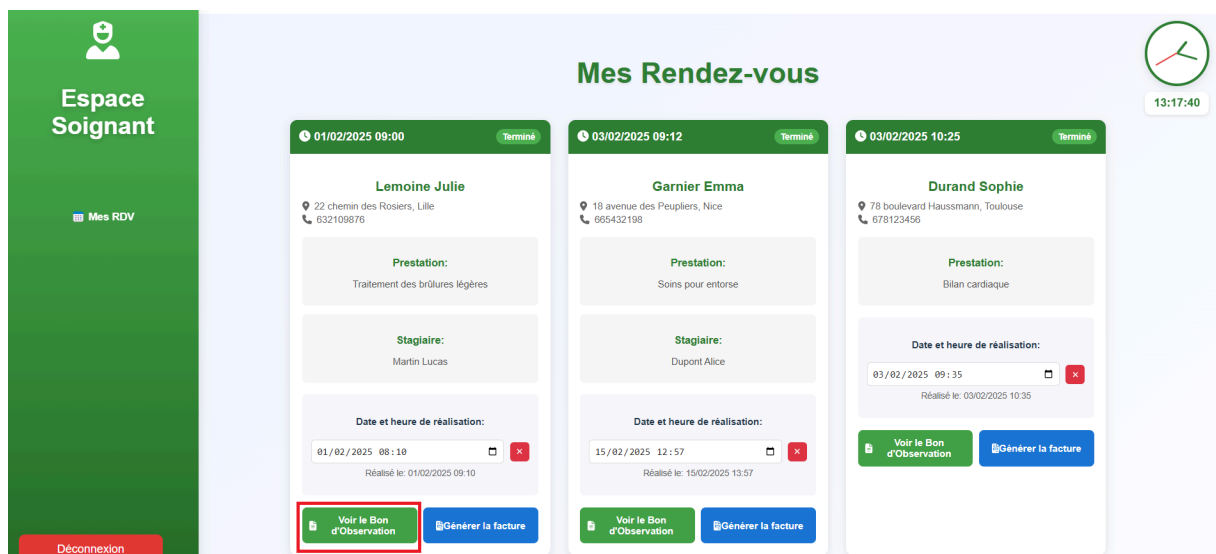 Espace
Soignant
Mes RDV
Déconnexion
Mes Rendez-vous
13:17:40
01/02/2025 09:00
Terminé
Lemoine Julie
22 chemin des Rosiers, Lille
632109876
Prestation:
Traitement des brûlures légères
Stagiaire:
Martin Lucas
Date et heure de réalisation:
01/02/2025 08:10
×
Réalisé le: 01/02/2025 09:10
Voir le Bon
d'Observation
Générer la facture
03/02/2025 09:12
Terminé
Garnier Emma
18 avenue des Peupliers, Nice
665432198
Prestation:
Soins pour entorse
Stagiaire:
Dupont Alice
Date et heure de réalisation:
15/02/2025 12:57
×
Réalisé le: 15/02/2025 13:57
Voir le Bon
d'Observation
Générer la facture
03/02/2025 10:25
Terminé
Durand Sophie
78 boulevard Haussmann, Toulouse
678123456
Prestation:
Bilan cardiaque
Date et heure de réalisation:
03/02/2025 09:35
×
Réalisé le: 03/02/2025 10:35
Voir le Bon
d'Observation
Générer la facture